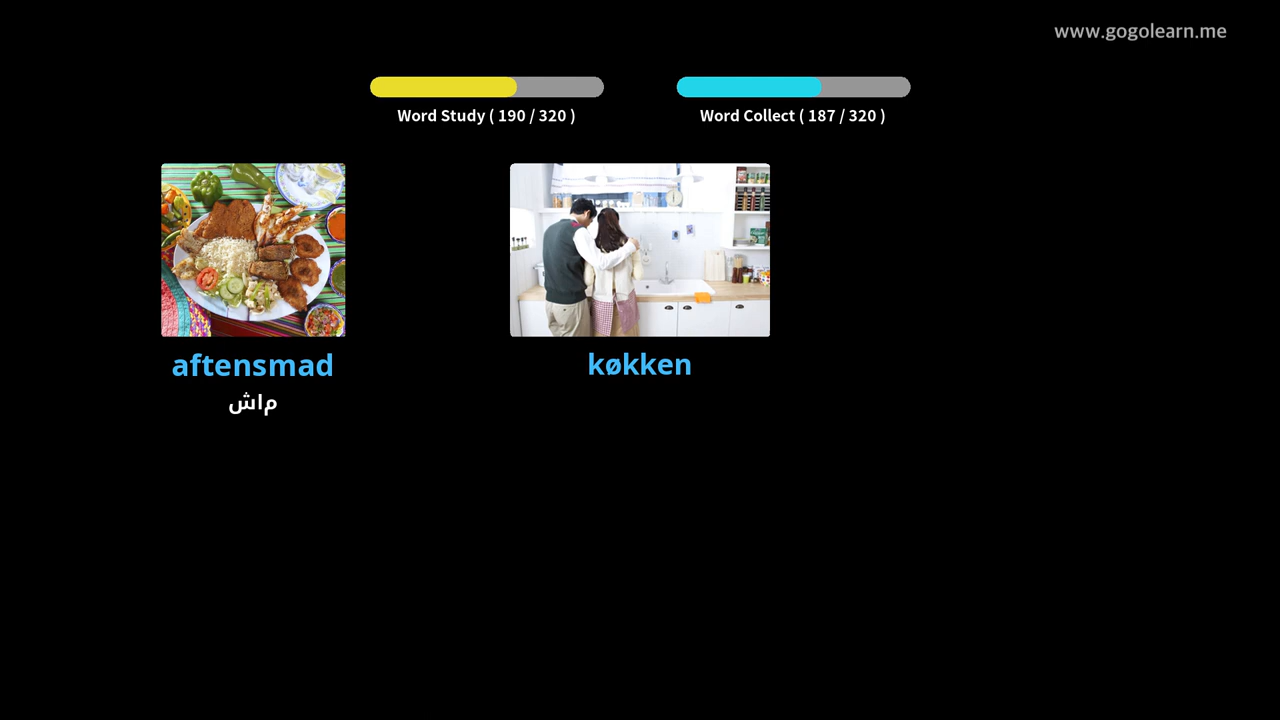 www.gogolearn.me
Word Study ( 190 / 320 )
Word Collect ( 187 / 320 )
aftensmad
ماش
køkken